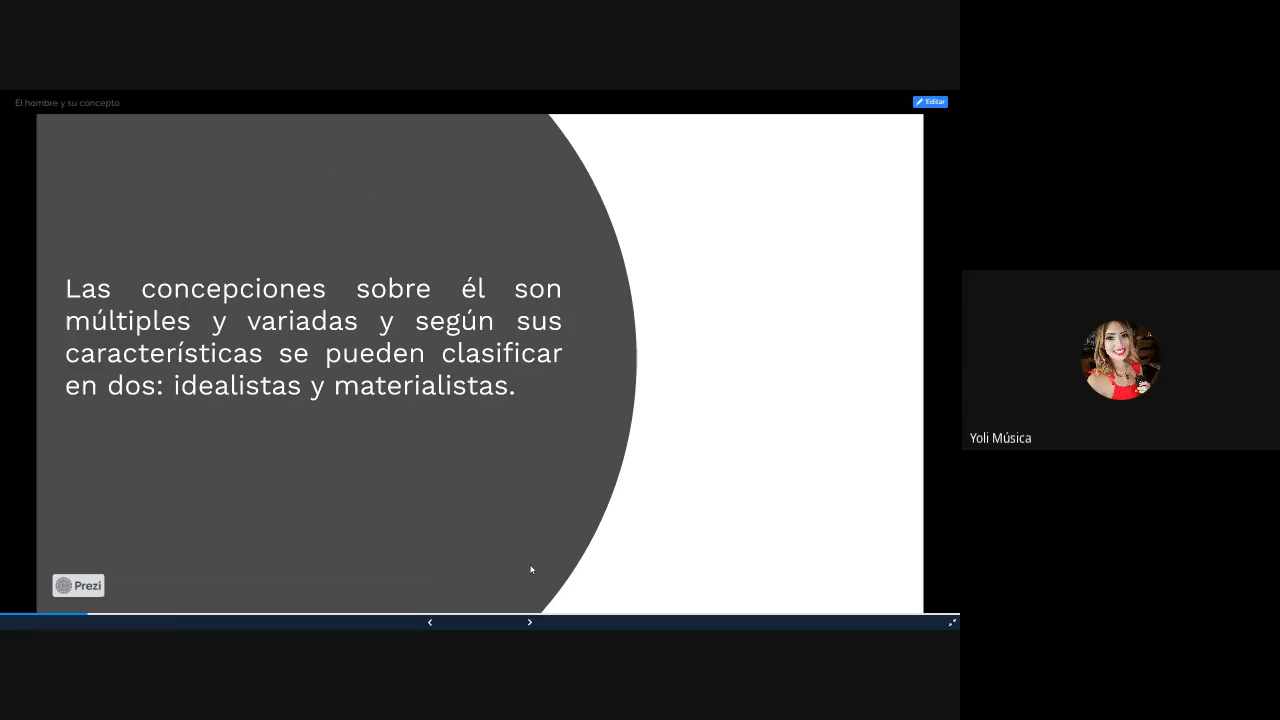 El hombre y su concepto
Editar
Las concepciones sobre él son
múltiples y variadas y según sus
características se pueden clasificar
en dos: idealistas y materialistas.
Prezi
Yoli Música